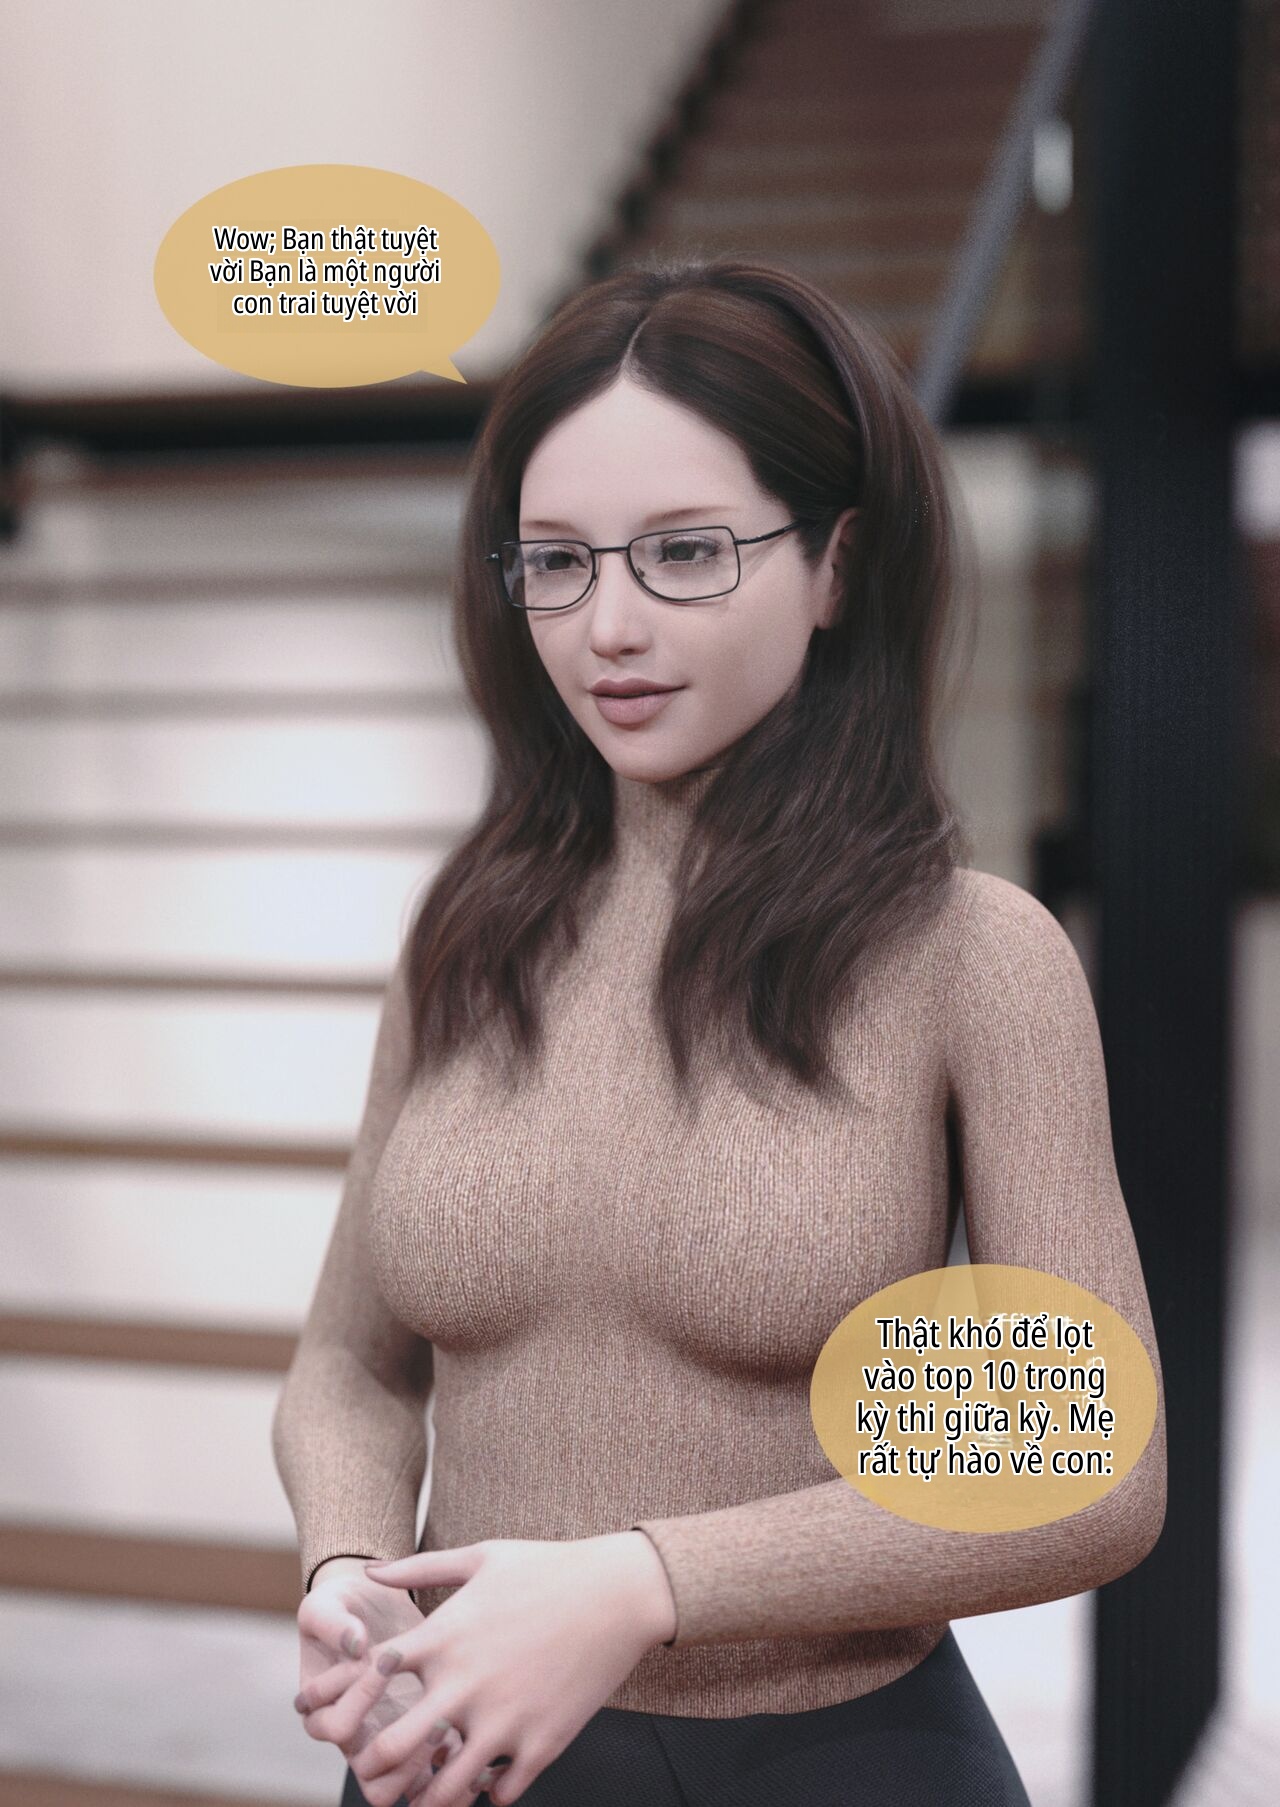 Wow; Bạn thật tuyệt
vời Bạn là một người
con trai tuyệt vời
Thật khó để lọt
vào top 10 trong
kỳ thi giữa kỳ. Mẹ
rất tự hào về con: